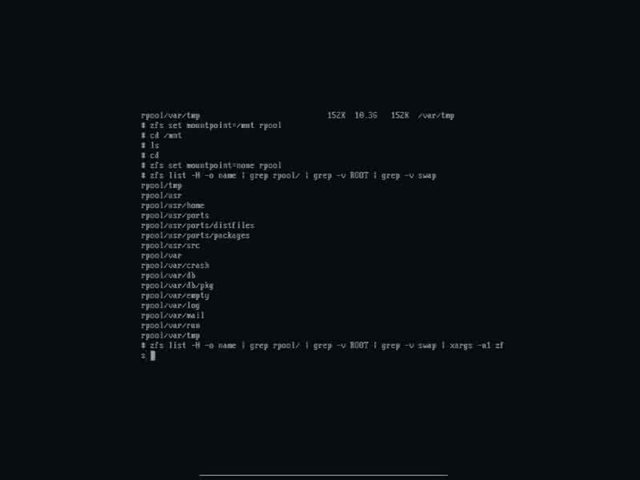 rpool/var/tmp 152K 10.3G 152K /var/tmp
# zfs set mountpoint=/mnt rpool
# cd /mnt
# ls
# cd
# zfs set mountpoint=none rpool
# zfs list -H -o name | grep rpool/ | grep -v ROOT | grep -v swap
rpool/tmp
rpool/usr
rpool/usr/home
rpool/usr/ports
rpool/usr/ports/distfiles
rpool/usr/ports/packages
rpool/usr/src
rpool/var
rpool/var/crash
rpool/var/db
rpool/var/db/pkg
rpool/var/empty
rpool/var/log
rpool/var/mail
rpool/var/run
rpool/var/tmp
# zfs list -H -o name | grep rpool/ | grep -v ROOT | grep -v swap | xargs -n1 zf
s